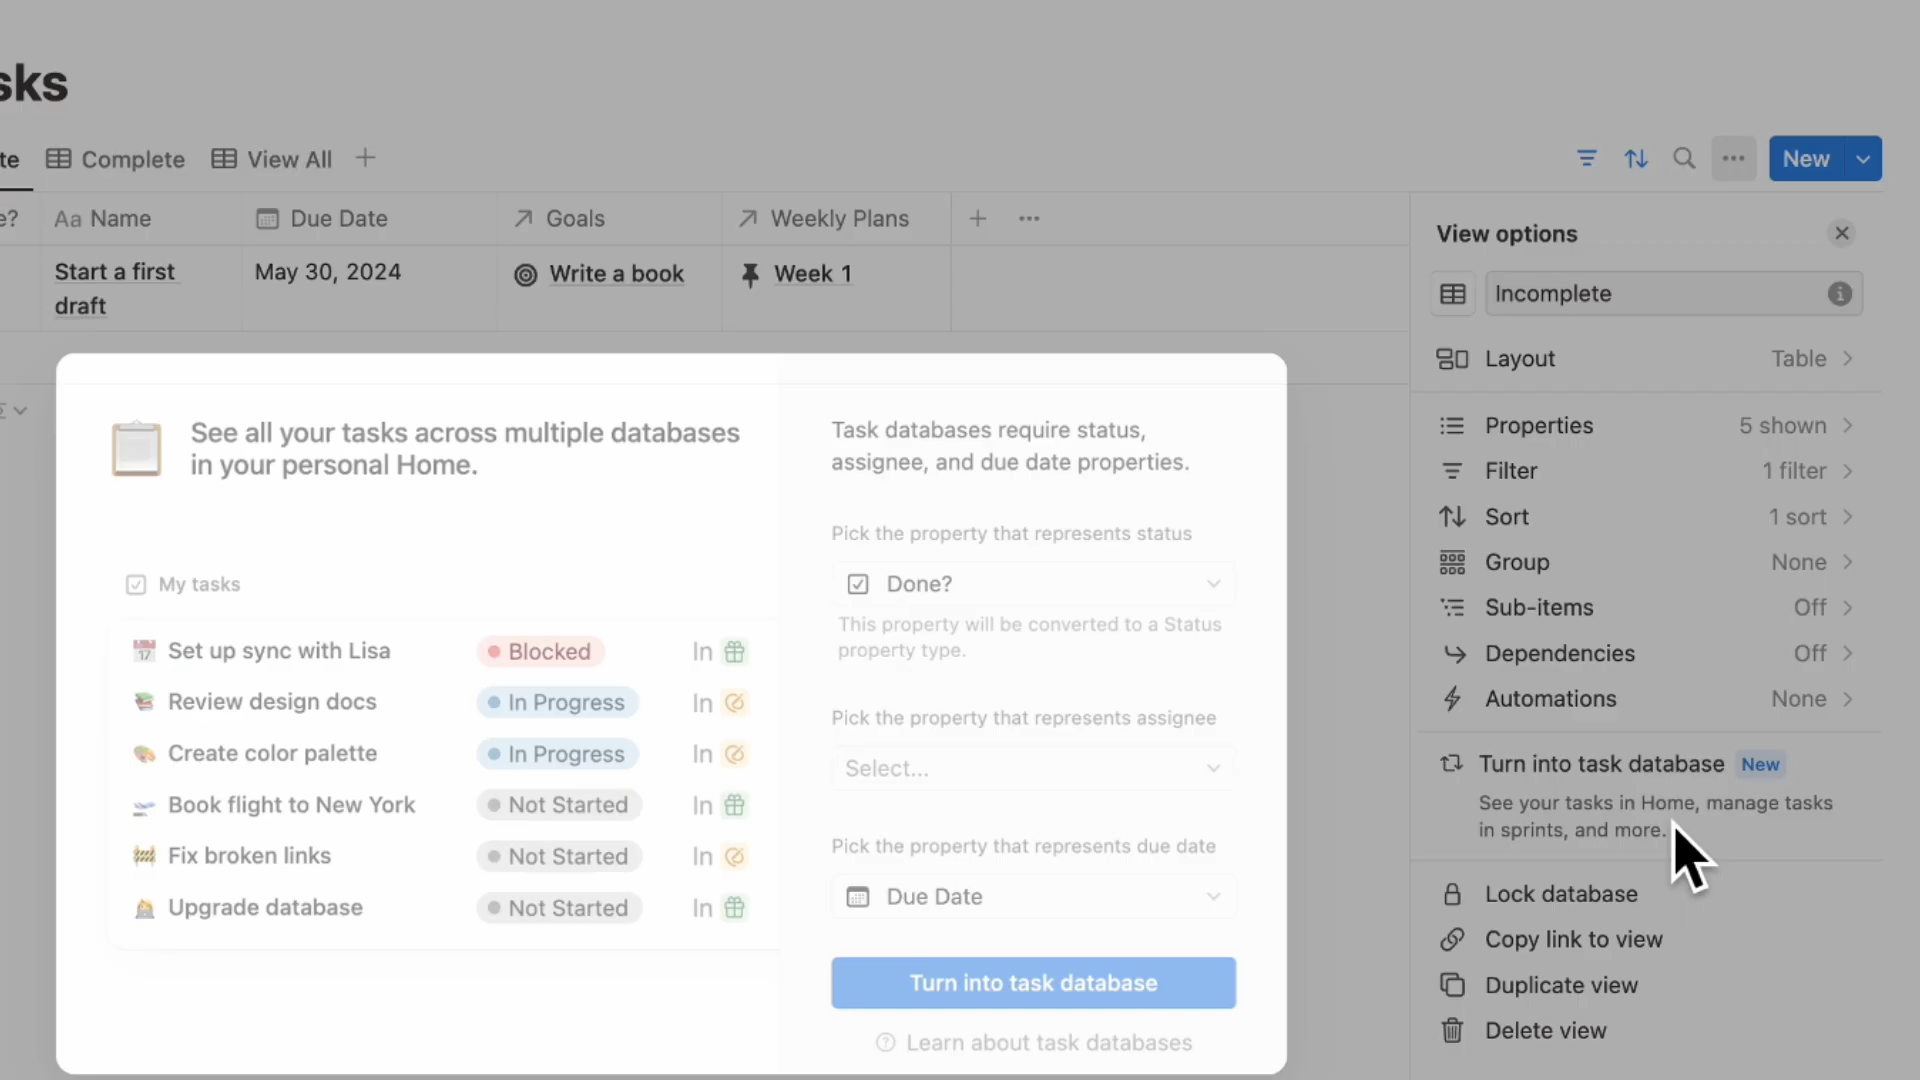 sks
te
Complete
View All
New
e?
Aa Name
Due Date
Goals
Weekly Plans
Start a first
draft
May 30, 2024
Write a book
Week 1
See all your tasks across multiple databases
in your personal Home.
My tasks
17 Set up sync with Lisa Blocked In
Review design docs In Progress In
Create color palette In Progress In
Book flight to New York Not Started In
Fix broken links Not Started In
Upgrade database Not Started In
Task databases require status,
assignee, and due date properties.
Pick the property that represents status
Done?
This property will be converted to a Status
property type.
Pick the property that represents assignee
Select...
Pick the property that represents due date
Due Date
Turn into task database
Learn about task databases
View options
Incomplete
Layout Table
Properties 5 shown
Filter 1 filter
Sort 1 sort
Group None
Sub-items Off
Dependencies Off
Automations None
Turn into task database New
See your tasks in Home, manage tasks
in sprints, and more.
Lock database
Copy link to view
Duplicate view
Delete view